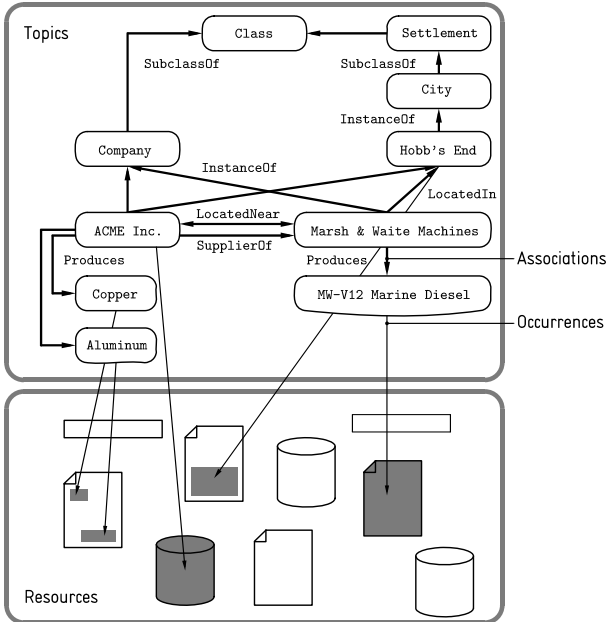 Topics
Class
Settlement
SubclassOf
SubclassOf
City
InstanceOf
Company
InstanceOf
Hobb's End
LocatedIn
ACME Inc.
LocatedNear
SupplierOf
Marsh & Waite Machines
Produces
Produces
Associations
Copper
MW-V12 Marine Diesel
Occurrences
Aluminum
Resources